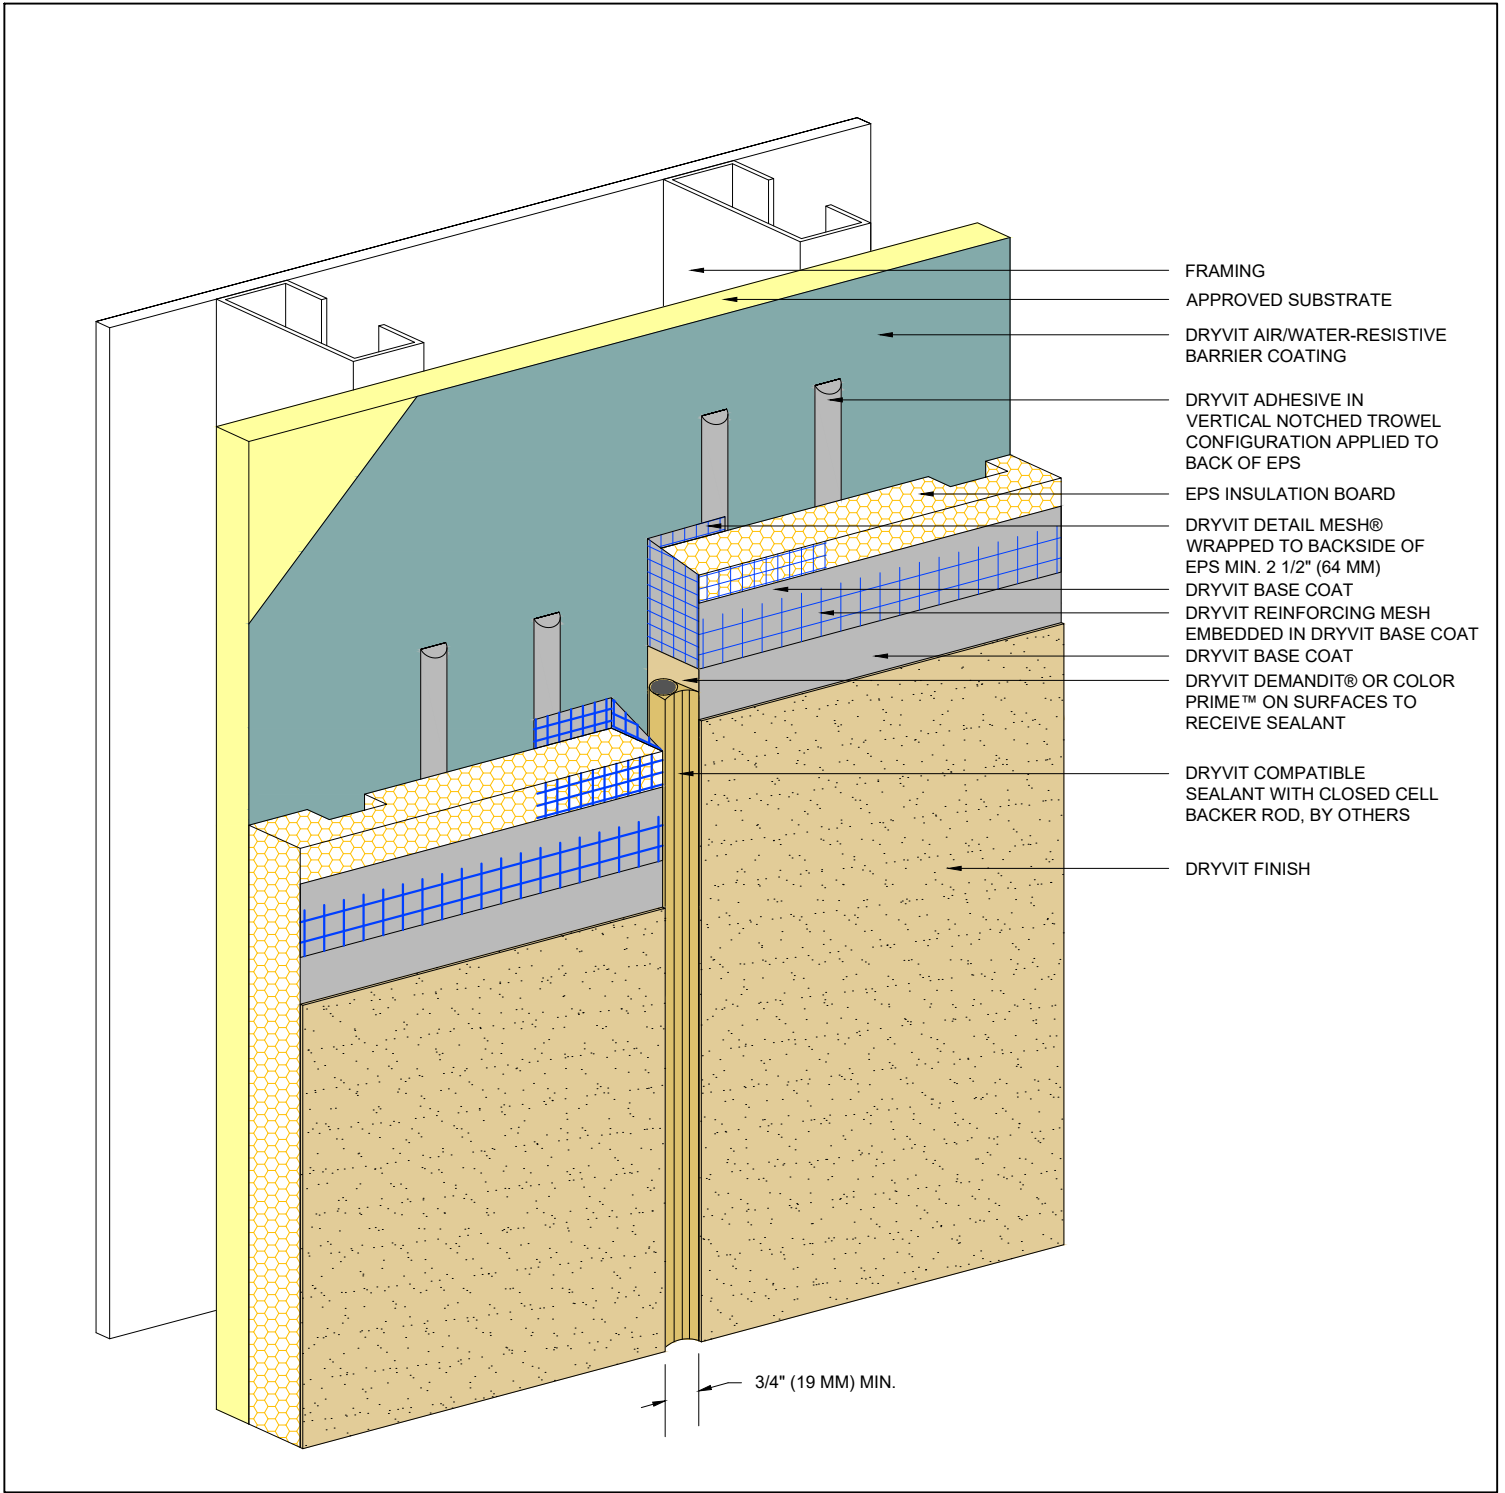 FRAMING
APPROVED SUBSTRATE
DRYVIT AIR/WATER-RESISTIVE
BARRIER COATING
DRYVIT ADHESIVE IN
VERTICAL NOTCHED TROWEL
CONFIGURATION APPLIED TO
BACK OF EPS
EPS INSULATION BOARD
DRYVIT DETAIL MESH®
WRAPPED TO BACKSIDE OF
EPS MIN. 2 1/2" (64 MM)
DRYVIT BASE COAT
DRYVIT REINFORCING MESH
EMBEDDED IN DRYVIT BASE COAT
DRYVIT BASE COAT
DRYVIT DEMANDIT® OR COLOR
PRIME™ ON SURFACES TO
RECEIVE SEALANT
DRYVIT COMPATIBLE
SEALANT WITH CLOSED CELL
BACKER ROD, BY OTHERS
DRYVIT FINISH
3/4" (19 MM) MIN.